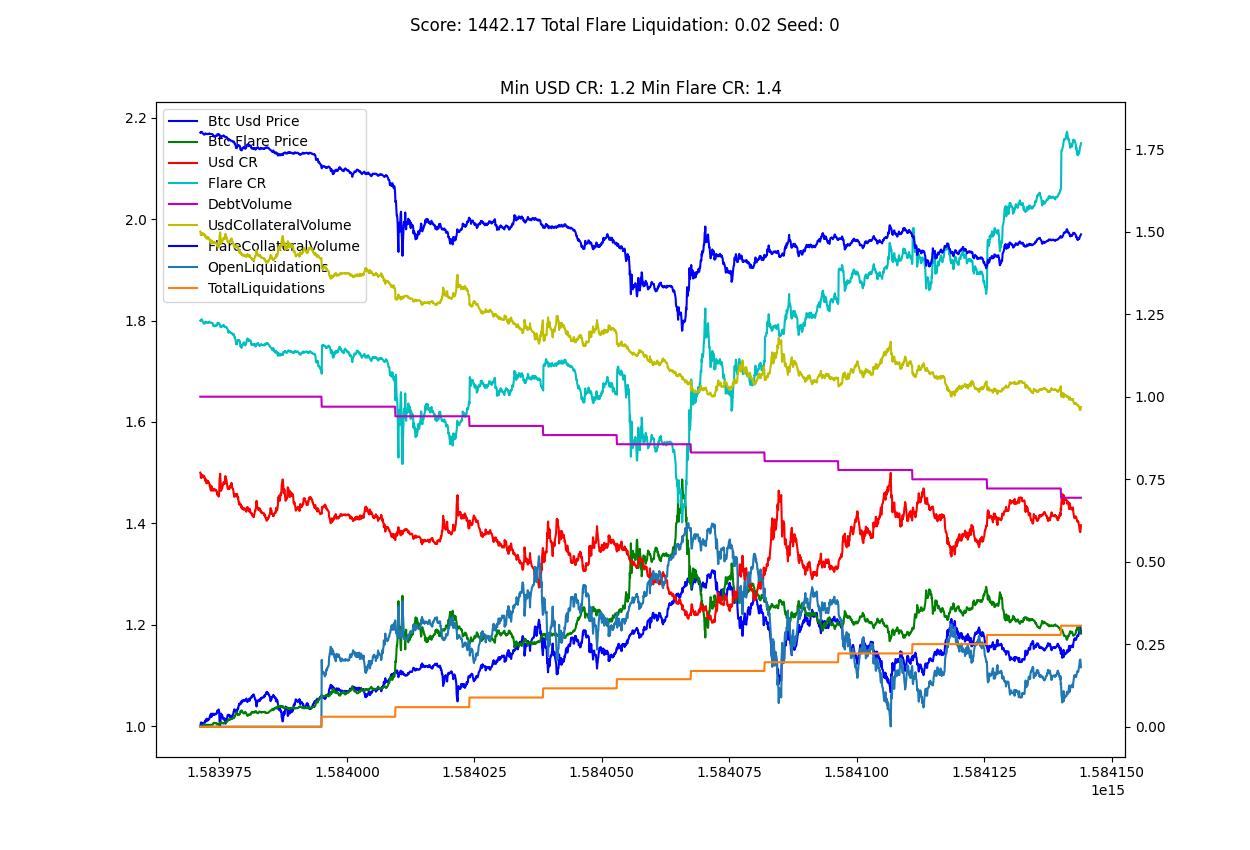 Score: 1442.17 Total Flare Liquidation: 0.02 Seed: 0
Min USD CR: 1.2 Min Flare CR: 1.4
Btc Usd Price
Btc Flare Price
Usd CR
Flare CR
DebtVolume
UsdCollateralVolume
FlareCollateralVolume
OpenLiquidations
TotalLiquidations
2.2
2.0
1.8
1.6
1.4
1.2
1.0
1.75
1.50
1.25
1.00
0.75
0.50
0.25
0.00
1.583975 1.584000 1.584025 1.584050 1.584075 1.584100 1.584125 1.584150
1e15